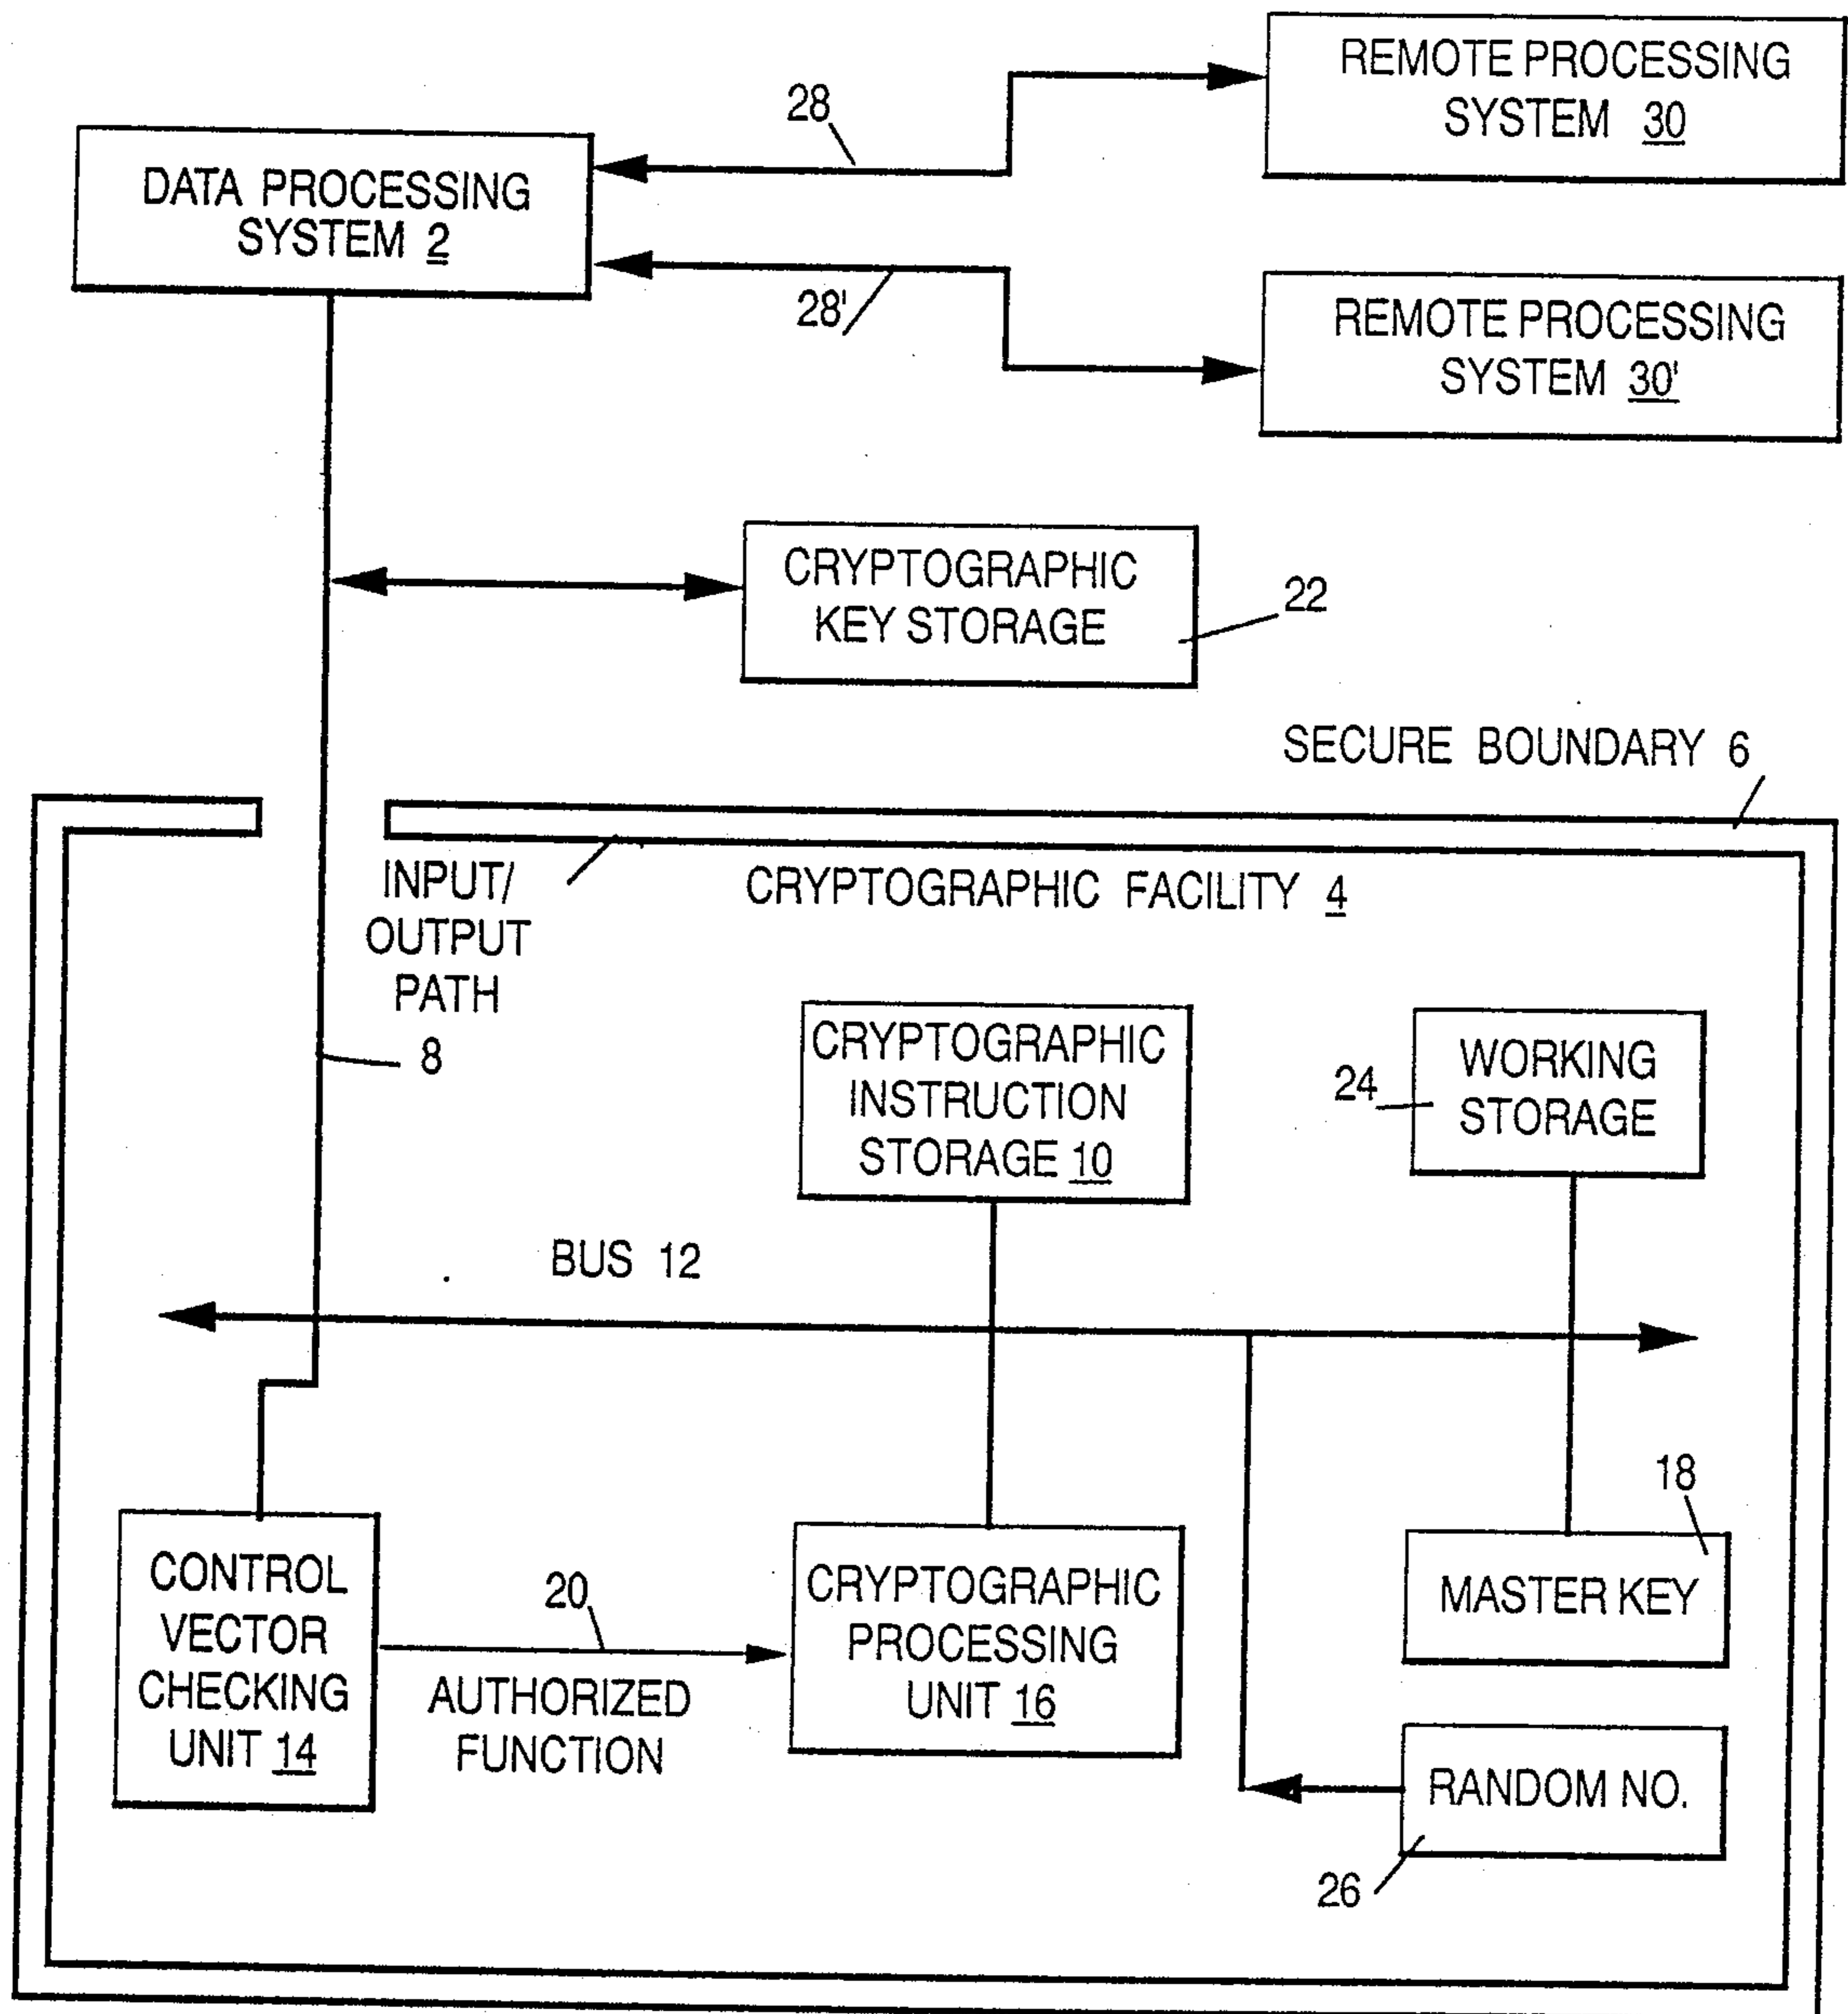 REMOTE PROCESSING
SYSTEM 30
28
DATA PROCESSING
SYSTEM 2
28'
REMOTE PROCESSING
SYSTEM 30'
CRYPTOGRAPHIC
KEY STORAGE
22
SECURE BOUNDARY 6
INPUT/
OUTPUT
PATH
8
CRYPTOGRAPHIC FACILITY 4
CRYPTOGRAPHIC
INSTRUCTION
STORAGE 10
24
WORKING
STORAGE
BUS 12
18
MASTER KEY
CONTROL
VECTOR
CHECKING
UNIT 14
20
AUTHORIZED
FUNCTION
CRYPTOGRAPHIC
PROCESSING
UNIT 16
RANDOM NO.
26